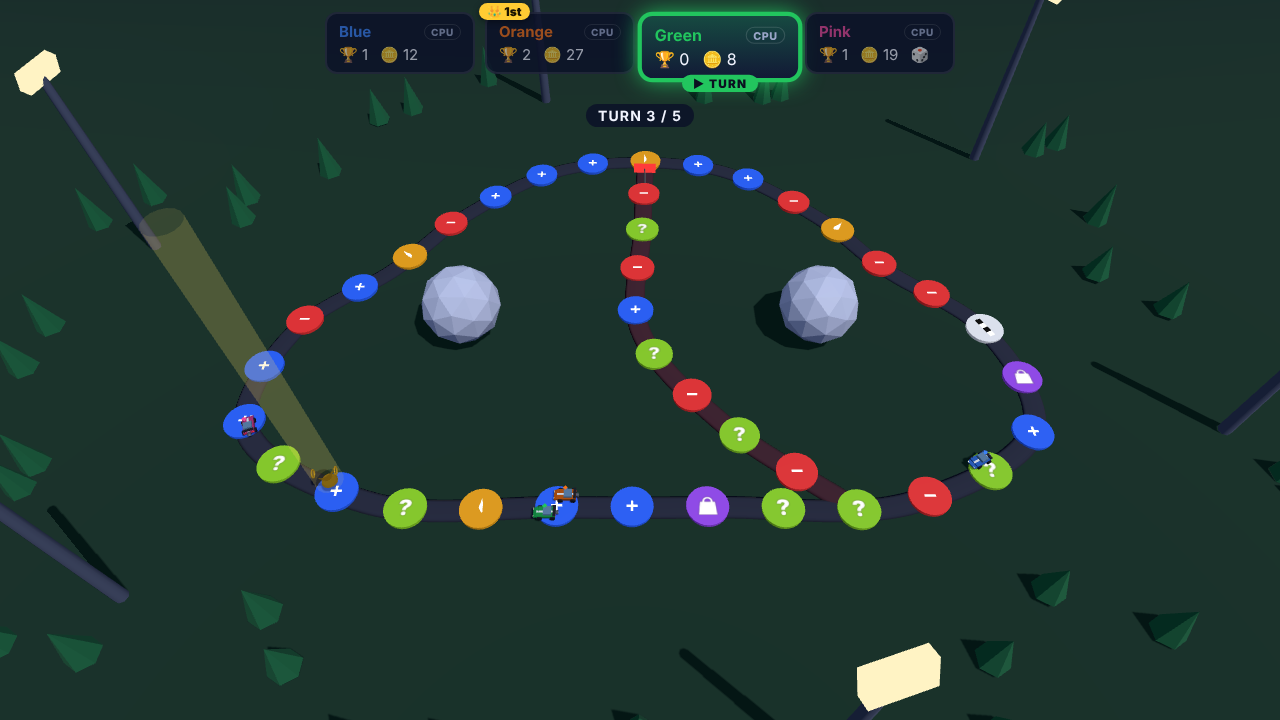 1st
Blue CPU
1 12
Orange CPU
2 27
Green CPU
0 8
Pink CPU
1 19
TURN
TURN 3 / 5